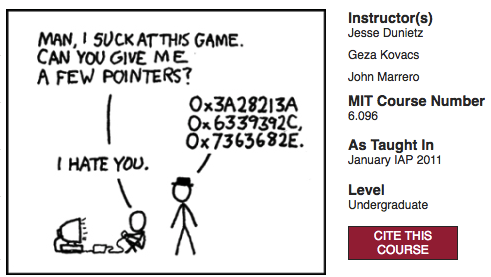 MAN, I SUCK AT THIS GAME.
CAN YOU GIVE ME
A FEW POINTERS?
0x3A28213A
0x6339392C,
0x7363682E.
I HATE YOU.
Instructor(s)
Jesse Dunietz
Geza Kovacs
John Marrero
MIT Course Number
6.096
As Taught In
January IAP 2011
Level
Undergraduate
CITE THIS
COURSE